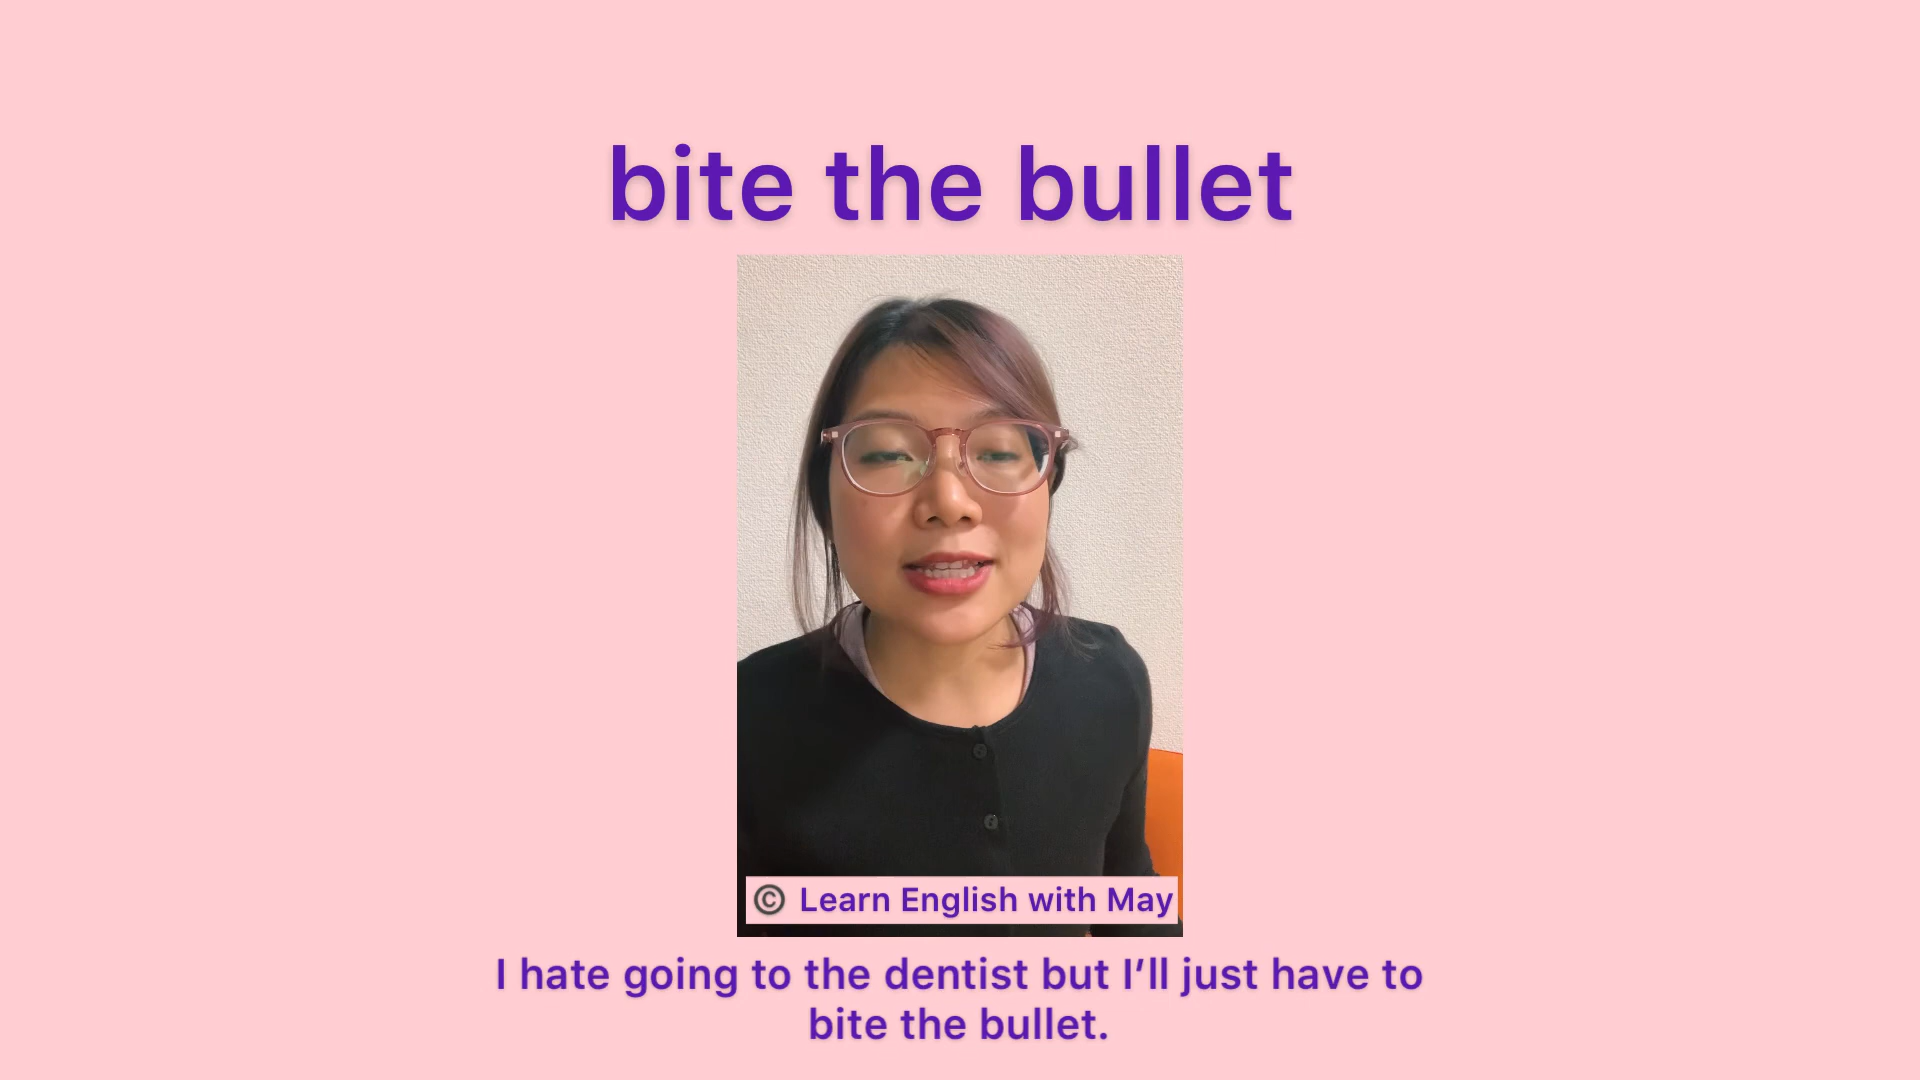 bite the bullet
© Learn English with May
I hate going to the dentist but I’ll just have to
bite the bullet.